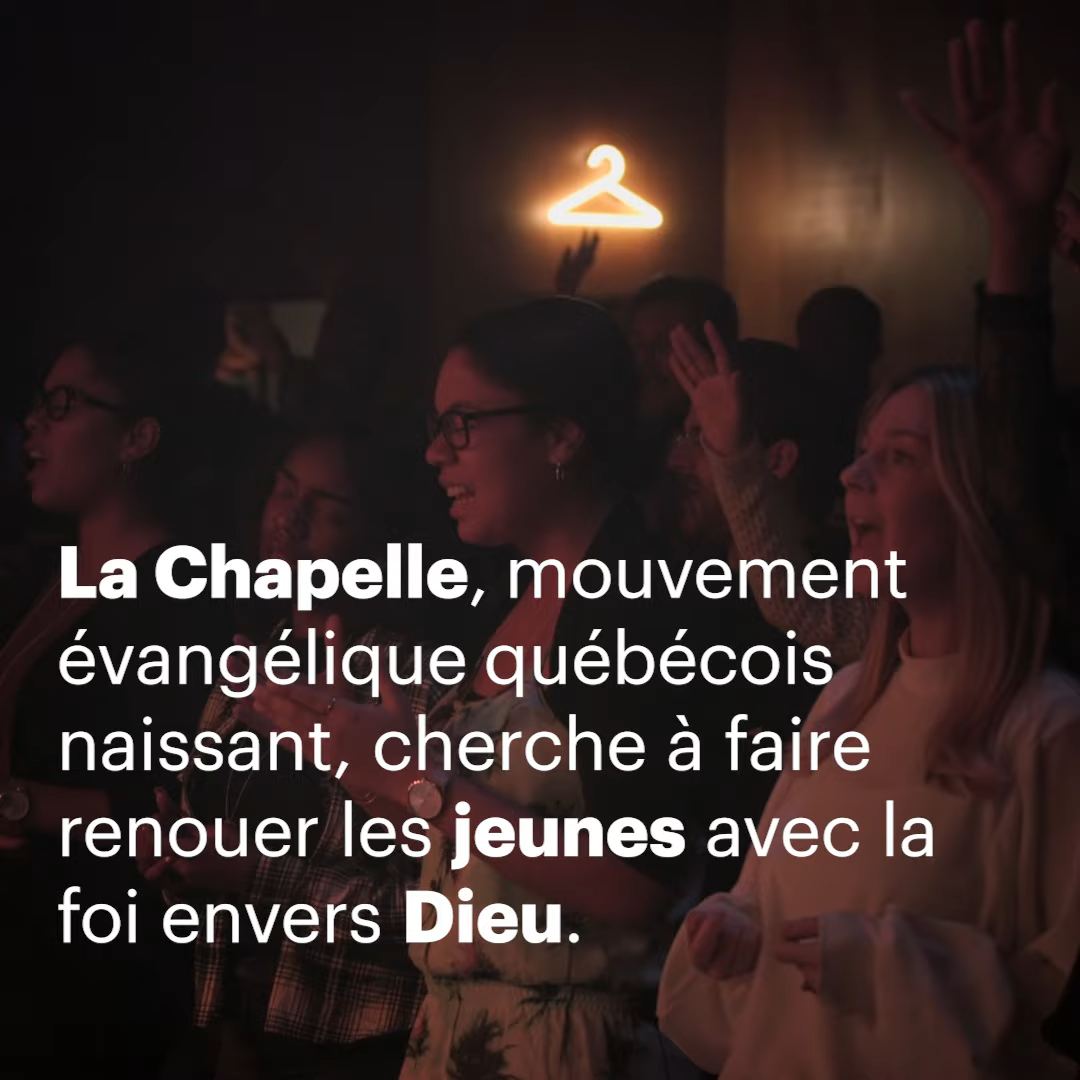 La Chapelle, mouvement
évangélique québécois
naissant, cherche à faire
renouer les jeunes avec la
foi envers Dieu.